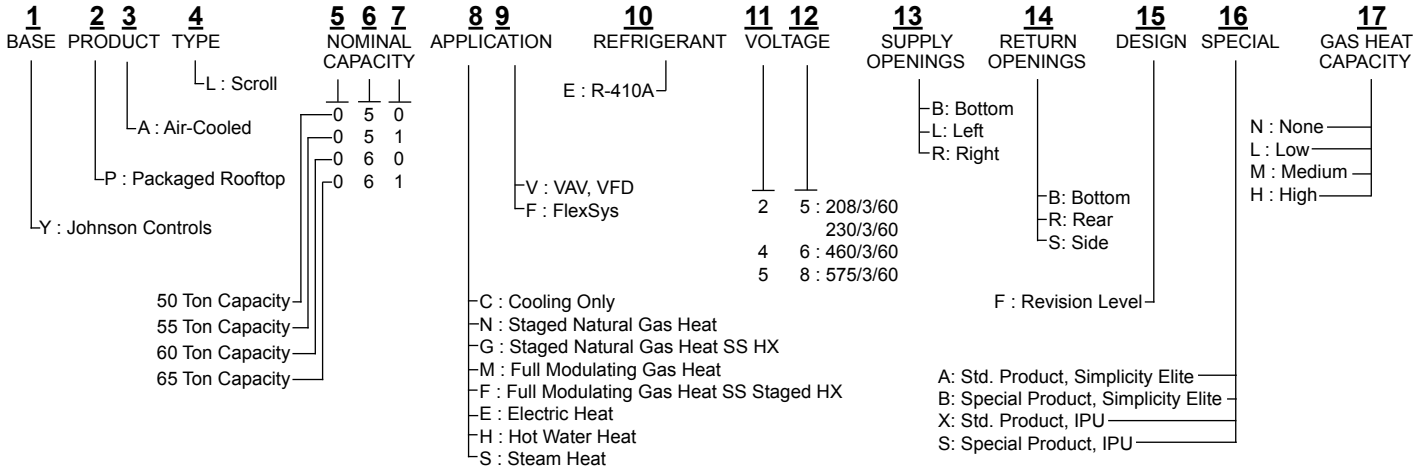 1 2 3 4 5 6 7 8 9 10 11 12 13 14 15 16 17
BASE PRODUCT TYPE NOMINAL CAPACITY APPLICATION REFRIGERANT VOLTAGE SUPPLY OPENINGS RETURN OPENINGS DESIGN SPECIAL GAS HEAT CAPACITY
L : Scroll
A : Air-Cooled
P : Packaged Rooftop
Y : Johnson Controls
0 5 0
0 5 1
0 6 0
0 6 1
50 Ton Capacity
55 Ton Capacity
60 Ton Capacity
65 Ton Capacity
V : VAV, VFD
F : FlexSys
C : Cooling Only
N : Staged Natural Gas Heat
G : Staged Natural Gas Heat SS HX
M : Full Modulating Gas Heat
F : Full Modulating Gas Heat SS Staged HX
E : Electric Heat
H : Hot Water Heat
S : Steam Heat
E : R-410A
2 5 : 208/3/60
230/3/60
4 6 : 460/3/60
5 8 : 575/3/60
B: Bottom
L: Left
R: Right
B: Bottom
R: Rear
S: Side
F : Revision Level
A: Std. Product, Simplicity Elite
B: Special Product, Simplicity Elite
X: Std. Product, IPU
S: Special Product, IPU
N : None
L : Low
M : Medium
H : High